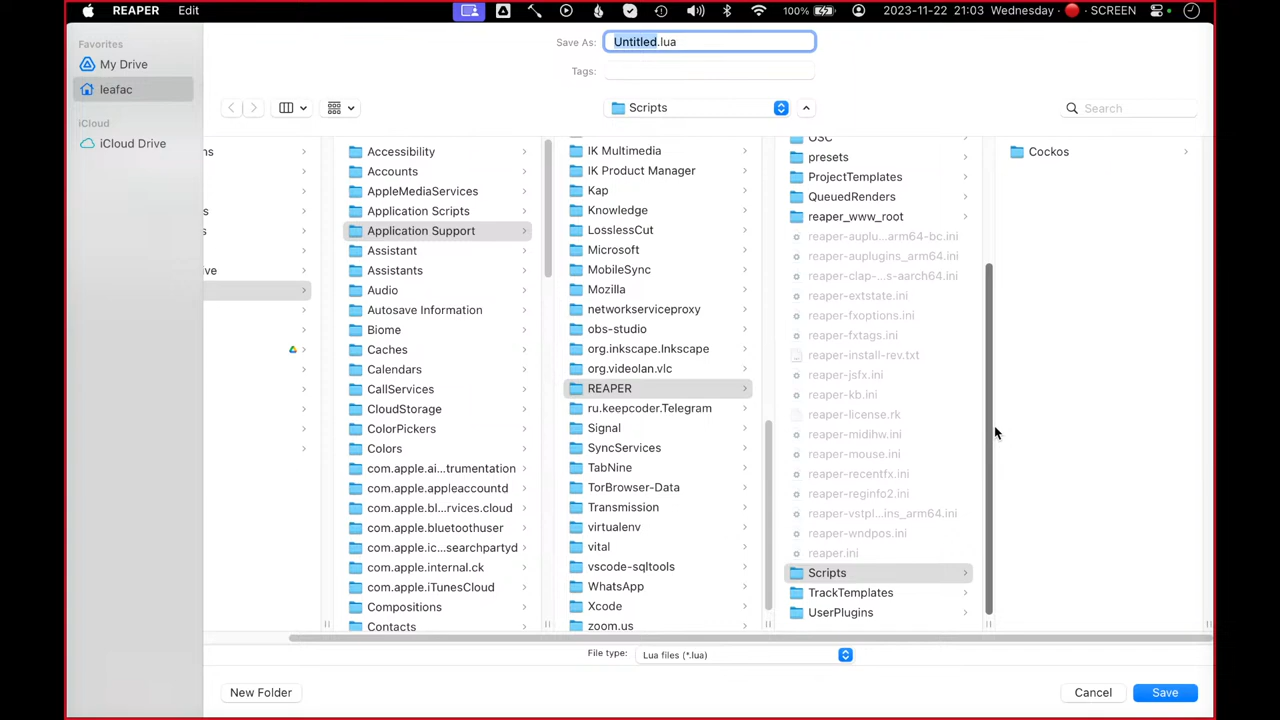 REAPER Edit 100% 2023-11-22 21:03 Wednesday SCREEN
Favorites
My Drive
leafac
iCloud
iCloud Drive
Save As: Untitled.lua
Tags:
Scripts
Search
ns
s
s
ve
Accessibility
Accounts
AppleMediaServices
Application Scripts
Application Support
Assistant
Assistants
Audio
Autosave Information
Biome
Caches
Calendars
CallServices
CloudStorage
ColorPickers
Colors
com.apple.ai...trumentation
com.apple.appleaccountd
com.apple.bl...rvices.cloud
com.apple.bluetoothuser
com.apple.ic...searchpartyd
com.apple.internal.ck
com.apple.iTunesCloud
Compositions
Contacts
IK Multimedia
IK Product Manager
Kap
Knowledge
LosslessCut
Microsoft
MobileSync
Mozilla
networkserviceproxy
obs-studio
org.inkscape.Inkscape
org.videolan.vlc
REAPER
ru.keepcoder.Telegram
Signal
SyncServices
TabNine
TorBrowser-Data
Transmission
virtualenv
vital
vscode-sqltools
WhatsApp
Xcode
zoom.us
OSC
presets
ProjectTemplates
QueuedRenders
reaper_www_root
reaper-auplu...arm64-bc.ini
reaper-auplugins_arm64.ini
reaper-clap-...s-aarch64.ini
reaper-extstate.ini
reaper-fxoptions.ini
reaper-fxtags.ini
reaper-install-rev.txt
reaper-jsfx.ini
reaper-kb.ini
reaper-license.rk
reaper-midihw.ini
reaper-mouse.ini
reaper-recentfx.ini
reaper-reginfo2.ini
reaper-vstpl...ins_arm64.ini
reaper-wndpos.ini
reaper.ini
Scripts
TrackTemplates
UserPlugins
Cockos
File type: Lua files (*.lua)
New Folder
Cancel
Save